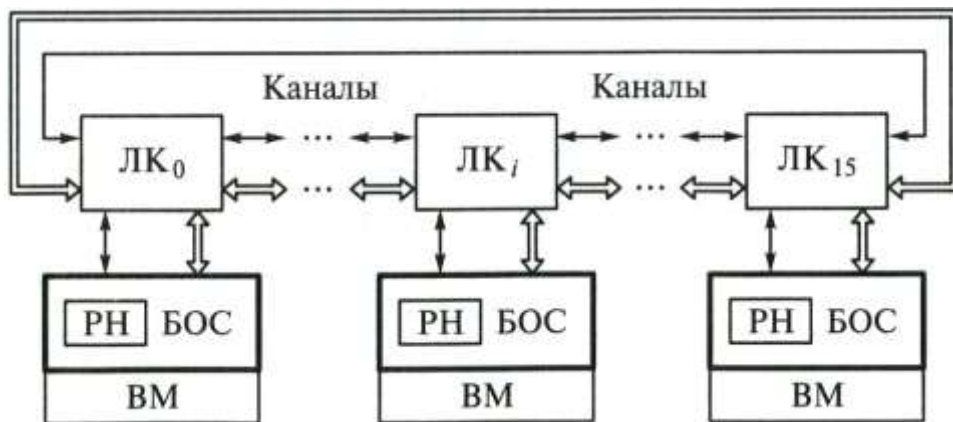 Каналы Каналы
... ... 
ЛК0 ЛКi ЛК15
... ...
РН БОС РН БОС РН БОС
ВМ ВМ ВМ